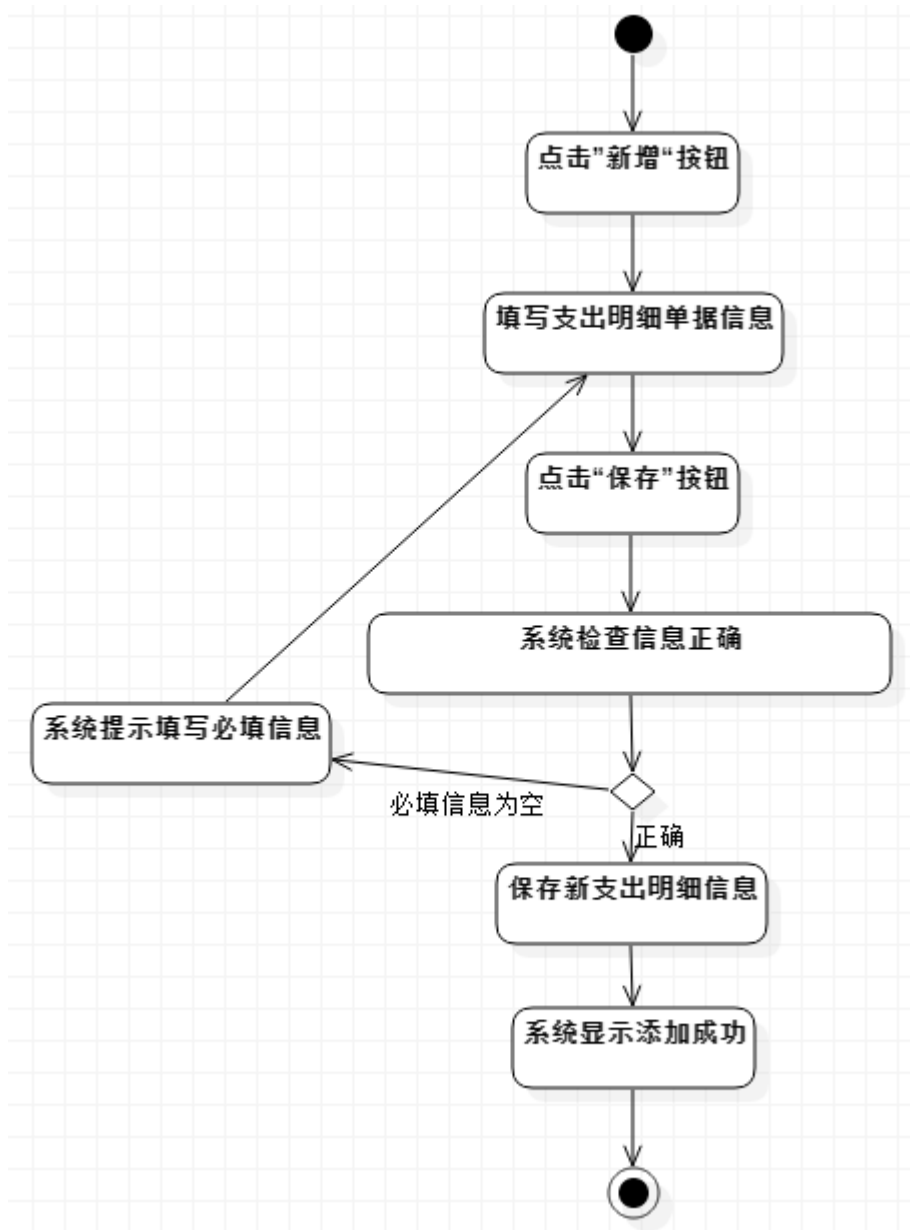 点击”新增“按钮
填写支出明细单据信息
点击“保存”按钮
系统检查信息正确
系统提示填写必填信息
必填信息为空
正确
保存新支出明细信息
系统显示添加成功